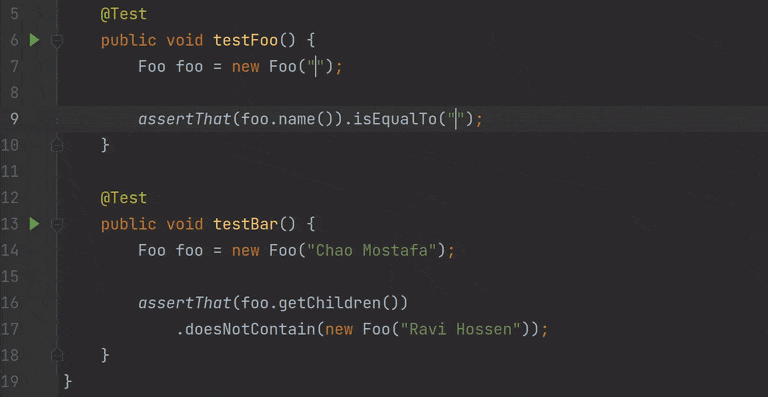 5 @Test
6 public void testFoo() {
7 Foo foo = new Foo("");
8
9 assertThat(foo.name()).isEqualTo("");
10 }
11
12 @Test
13 public void testBar() {
14 Foo foo = new Foo("Chao Mostafa");
15
16 assertThat(foo.getChildren())
17 .doesNotContain(new Foo("Ravi Hossen"));
18 }
19 }